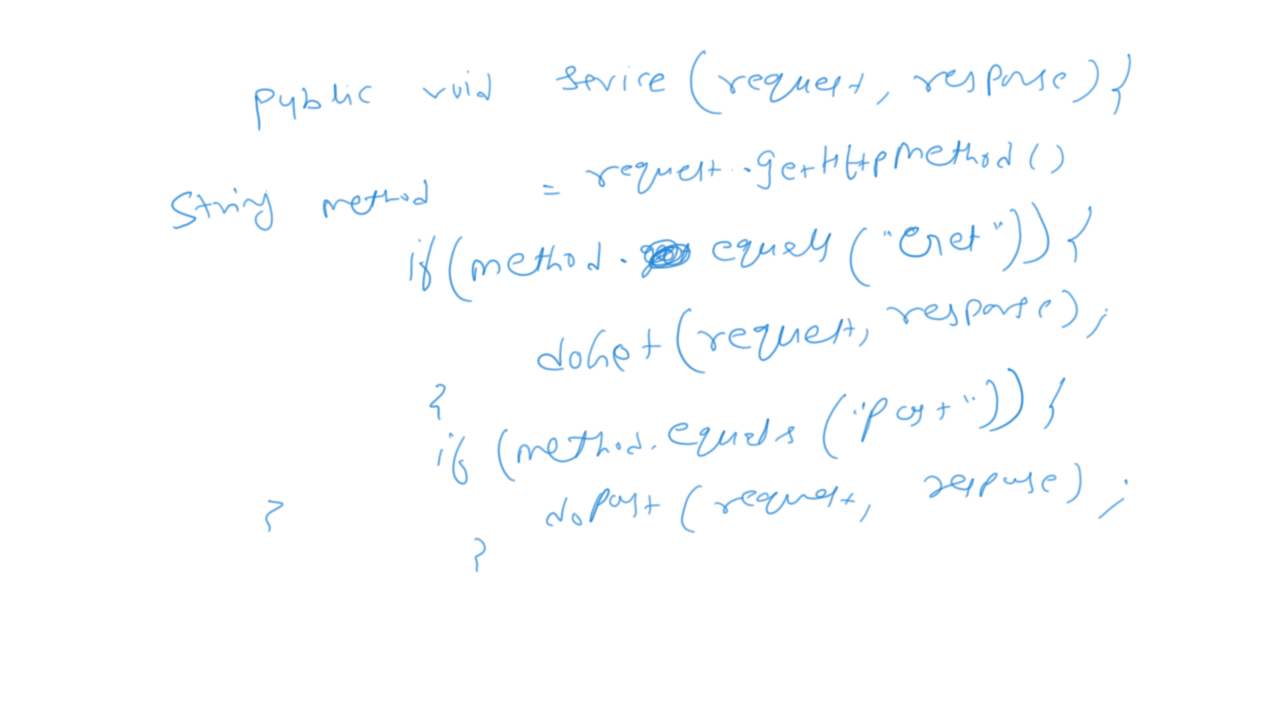 public void service (request, response) {
String method = request.getHttpMethod()
if (method. equals ("Get")) {
doGet (request, response);
}
if (method.equals ("Post")) {
doPost (request, response);
}
}